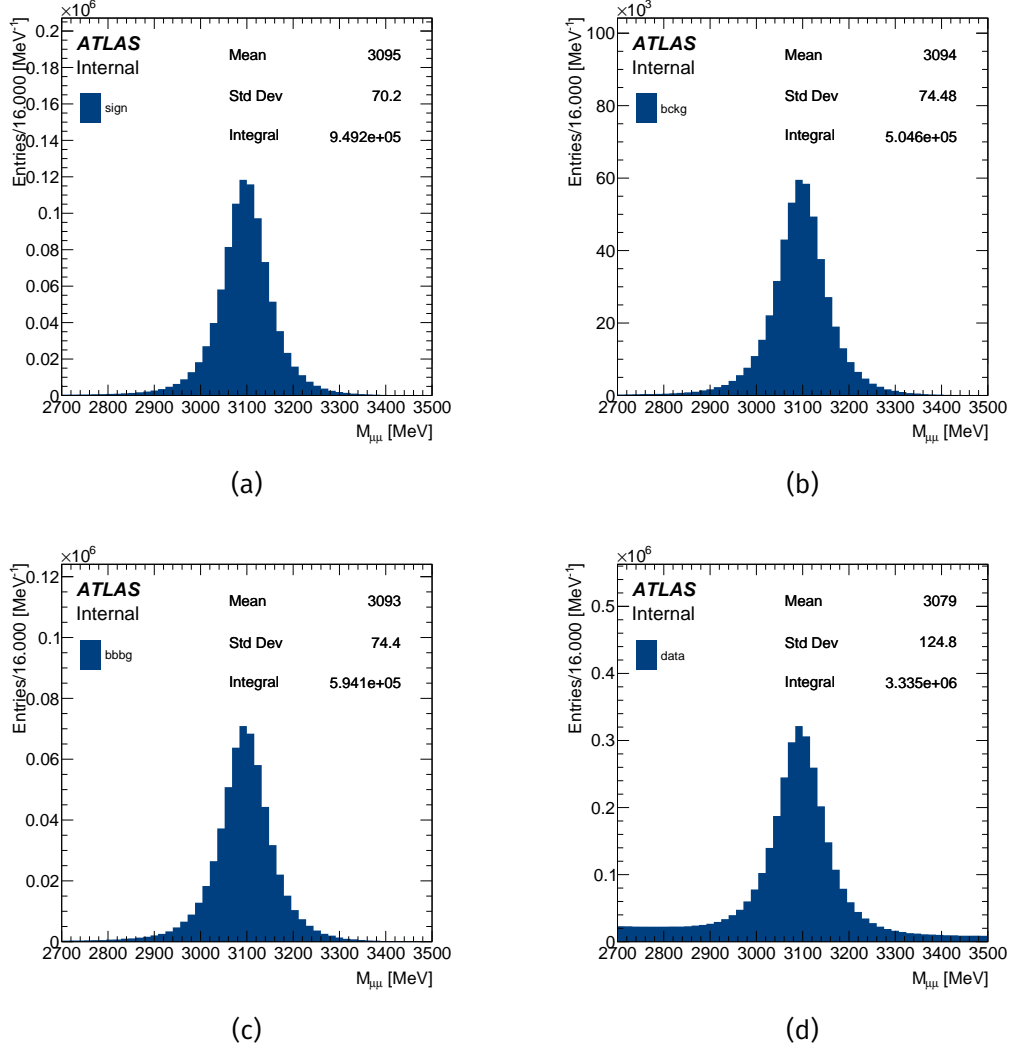 ×10⁶
Entries/16.000 [MeV⁻¹]
0.2
0.18
0.16
0.14
0.12
0.1
0.08
0.06
0.04
0.02
0
ATLAS
Internal
sign
Mean 3095
Std Dev 70.2
Integral 9.492e+05
2700 2800 2900 3000 3100 3200 3300 3400 3500
M_μμ [MeV]
(a)
×10³
Entries/16.000 [MeV⁻¹]
100
80
60
40
20
0
ATLAS
Internal
bckg
Mean 3094
Std Dev 74.48
Integral 5.046e+05
2700 2800 2900 3000 3100 3200 3300 3400 3500
M_μμ [MeV]
(b)
×10⁶
Entries/16.000 [MeV⁻¹]
0.12
0.1
0.08
0.06
0.04
0.02
0
ATLAS
Internal
bbbg
Mean 3093
Std Dev 74.4
Integral 5.941e+05
2700 2800 2900 3000 3100 3200 3300 3400 3500
M_μμ [MeV]
(c)
×10⁶
Entries/16.000 [MeV⁻¹]
0.5
0.4
0.3
0.2
0.1
0
ATLAS
Internal
data
Mean 3079
Std Dev 124.8
Integral 3.335e+06
2700 2800 2900 3000 3100 3200 3300 3400 3500
M_μμ [MeV]
(d)